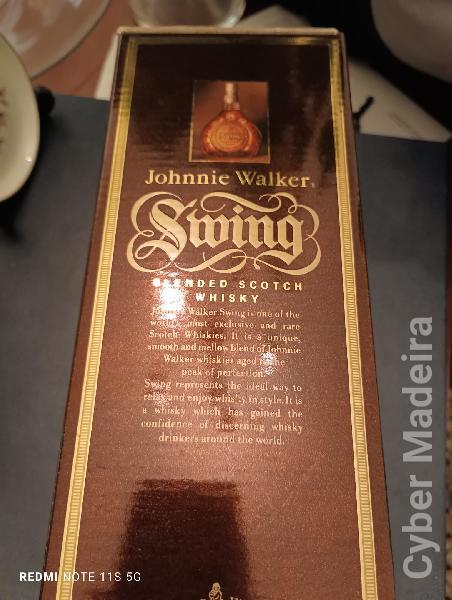 Johnnie Walker
Swing
BLENDED SCOTCH
WHISKY
Johnnie Walker Swing is one of the
world's most exclusive and rare
Scotch Whiskies. It is a unique,
smooth and mellow blend of Johnnie
Walker whiskies aged to the
peak of perfection.
Swing represents the ideal way to
relax and enjoy whisky in style. It is
a whisky which has gained the
confidence of discerning whisky
drinkers around the world.
REDMI NOTE 11S 5G
Cyber Madeira